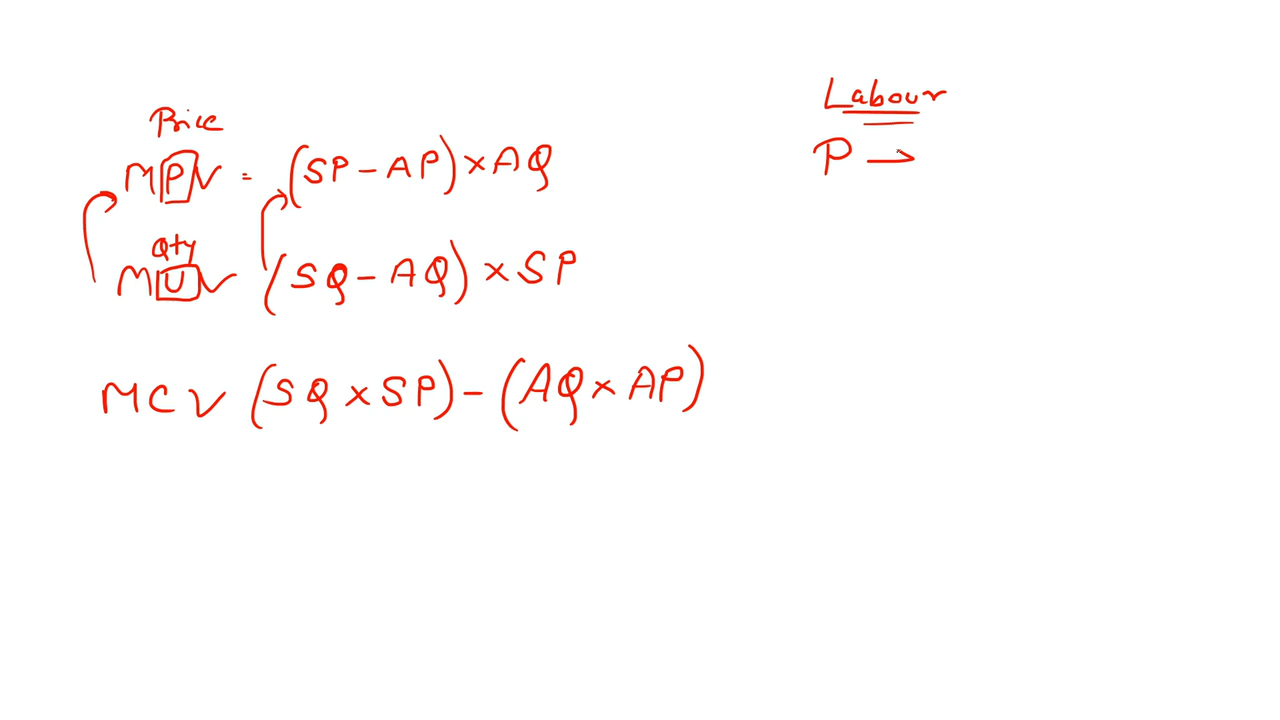 Price
MPV = (SP - AP) × AQ
Qty
MUV (SQ - AQ) × SP
MCV (SQ × SP) - (AQ × AP)
Labour
P →